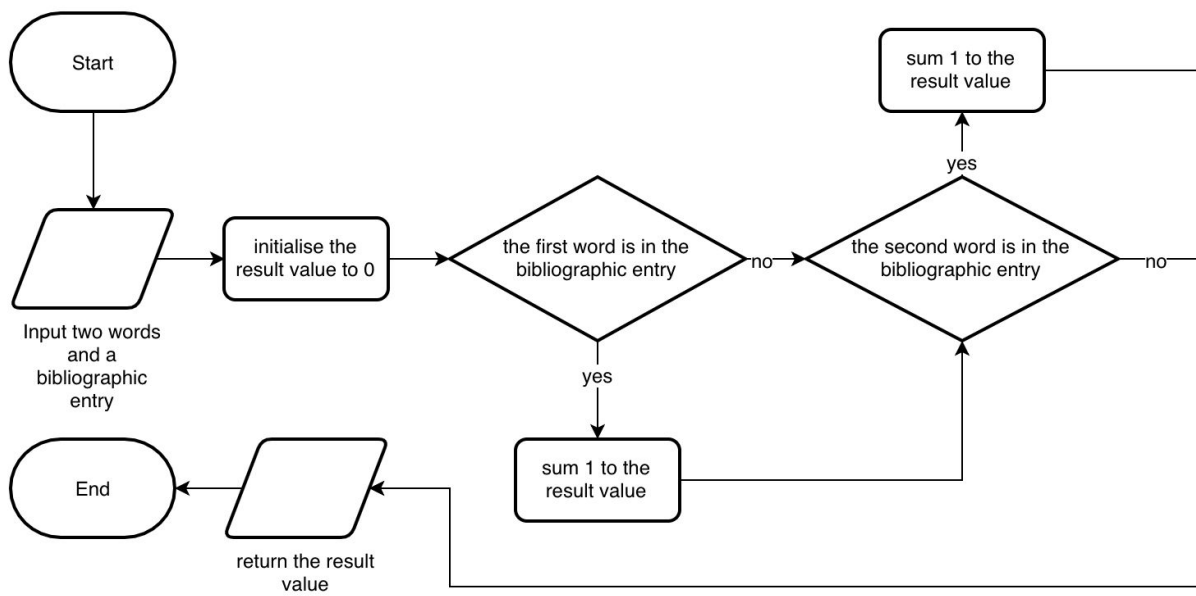 Start
Input two words
and a
bibliographic
entry
initialise the
result value to 0
the first word is in the
bibliographic entry
no
yes
sum 1 to the
result value
the second word is in the
bibliographic entry
yes
no
sum 1 to the
result value
return the result
value
End